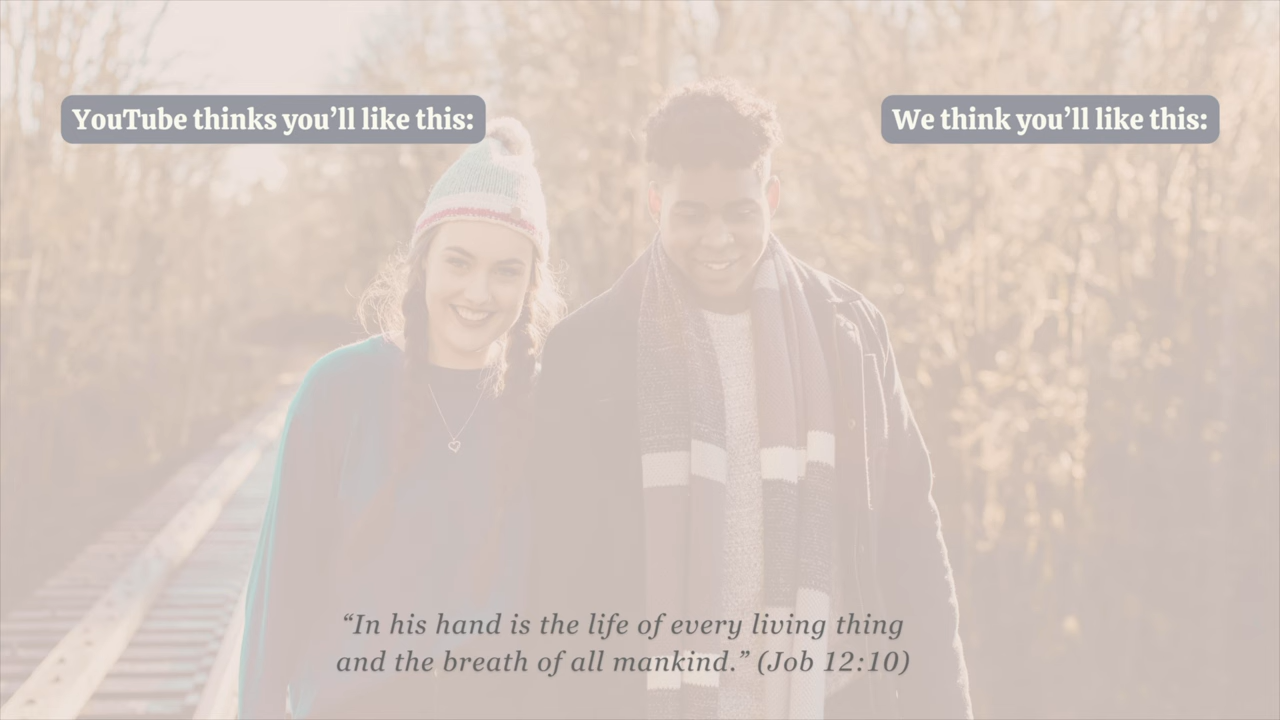 YouTube thinks you’ll like this:
We think you’ll like this:
“In his hand is the life of every living thing
and the breath of all mankind.” (Job 12:10)